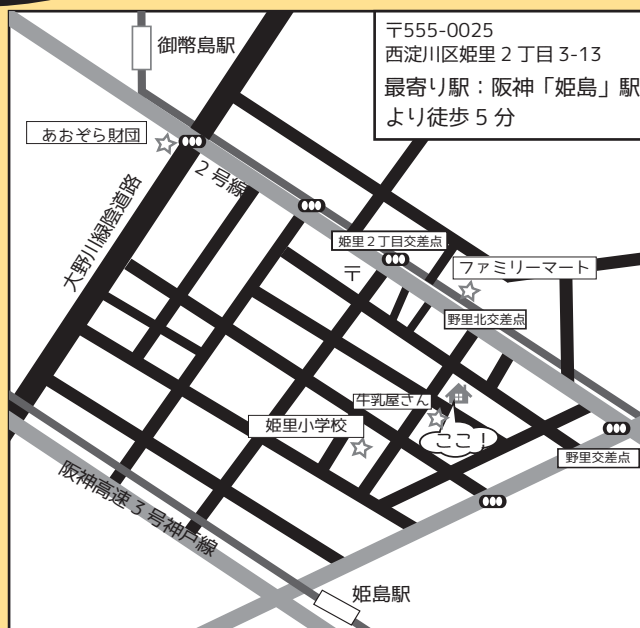 〒555-0025
西淀川区姫里２丁目3-13
最寄り駅：阪神「姫島」駅
より徒歩５分
御幣島駅
あおぞら財団
２号線
大野川緑陰道路
姫里２丁目交差点
〒
ファミリーマート
野里北交差点
牛乳屋さん
姫里小学校
ここ！
野里交差点
阪神高速３号神戸線
姫島駅